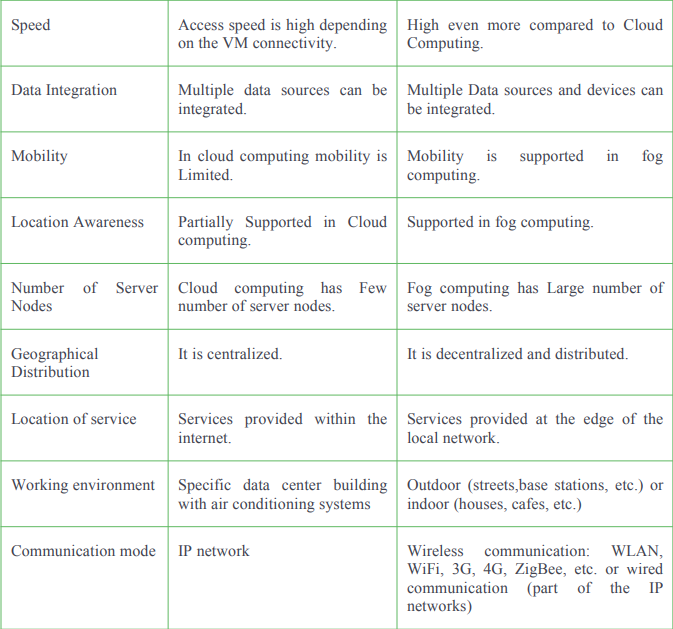 Speed
Access speed is high depending
on the VM connectivity.
High even more compared to Cloud
Computing.
Data Integration
Multiple data sources can be
integrated.
Multiple Data sources and devices can
be integrated.
Mobility
In cloud computing mobility is
Limited.
Mobility is supported in fog
computing.
Location Awareness
Partially Supported in Cloud
computing.
Supported in fog computing.
Number of Server
Nodes
Cloud computing has Few
number of server nodes.
Fog computing has Large number of
server nodes.
Geographical
Distribution
It is centralized.
It is decentralized and distributed.
Location of service
Services provided within the
internet.
Services provided at the edge of the
local network.
Working environment
Specific data center building
with air conditioning systems
Outdoor (streets,base stations, etc.) or
indoor (houses, cafes, etc.)
Communication mode
IP network
Wireless communication: WLAN,
WiFi, 3G, 4G, ZigBee, etc. or wired
communication (part of the IP
networks)